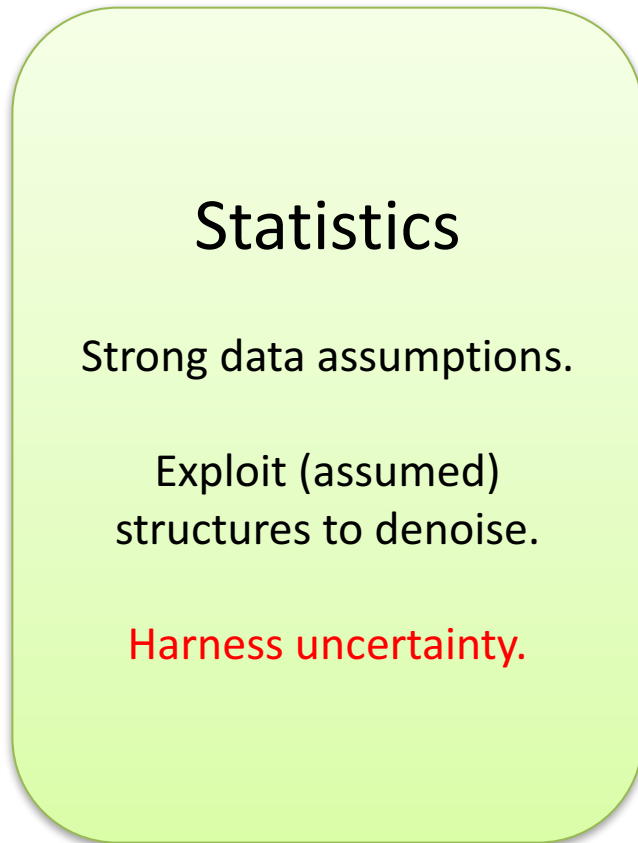 Statistics
Strong data assumptions.
Exploit (assumed)
structures to denoise.
Harness uncertainty.